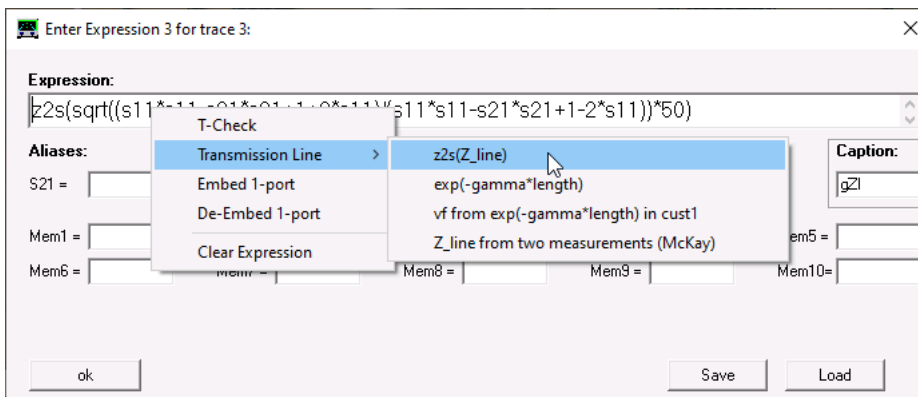 Enter Expression 3 for trace 3:
Expression:
z2s(sqrt((s11*s11-s21*s21+1+2*s11)/(s11*s11-s21*s21+1-2*s11))*50)
T-Check
Aliases:
Transmission Line >
z2s(Z_line)
Caption:
S21 =
Embed 1-port
exp(-gamma*length)
gZl
De-Embed 1-port
vf from exp(-gamma*length) in cust1
Mem1 =
em5 =
Clear Expression
Z_line from two measurements (McKay)
Mem6 =
Mem7 =
Mem8 =
Mem9 =
Mem10=
ok
Save
Load